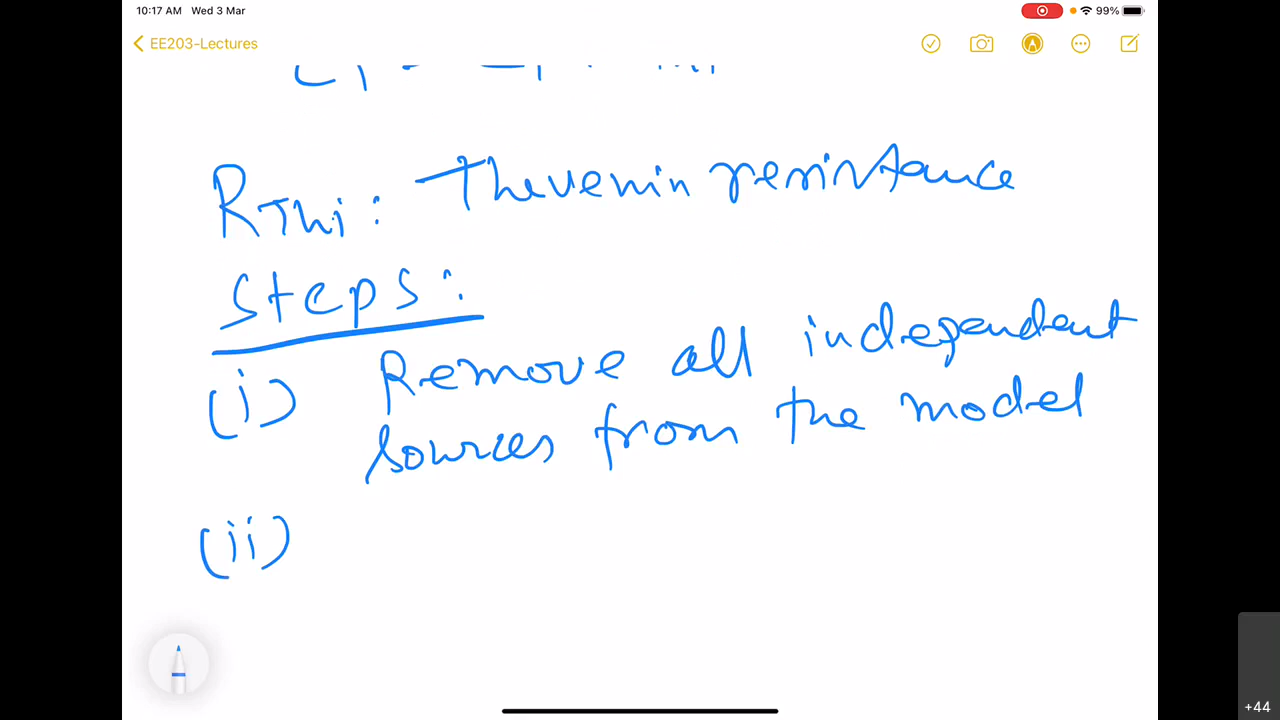 10:17 AM Wed 3 Mar
99%
EE203-Lectures
RThi: Thevenin resistance
Steps:
(i) Remove all independent
sources from the model
(ii)
+44